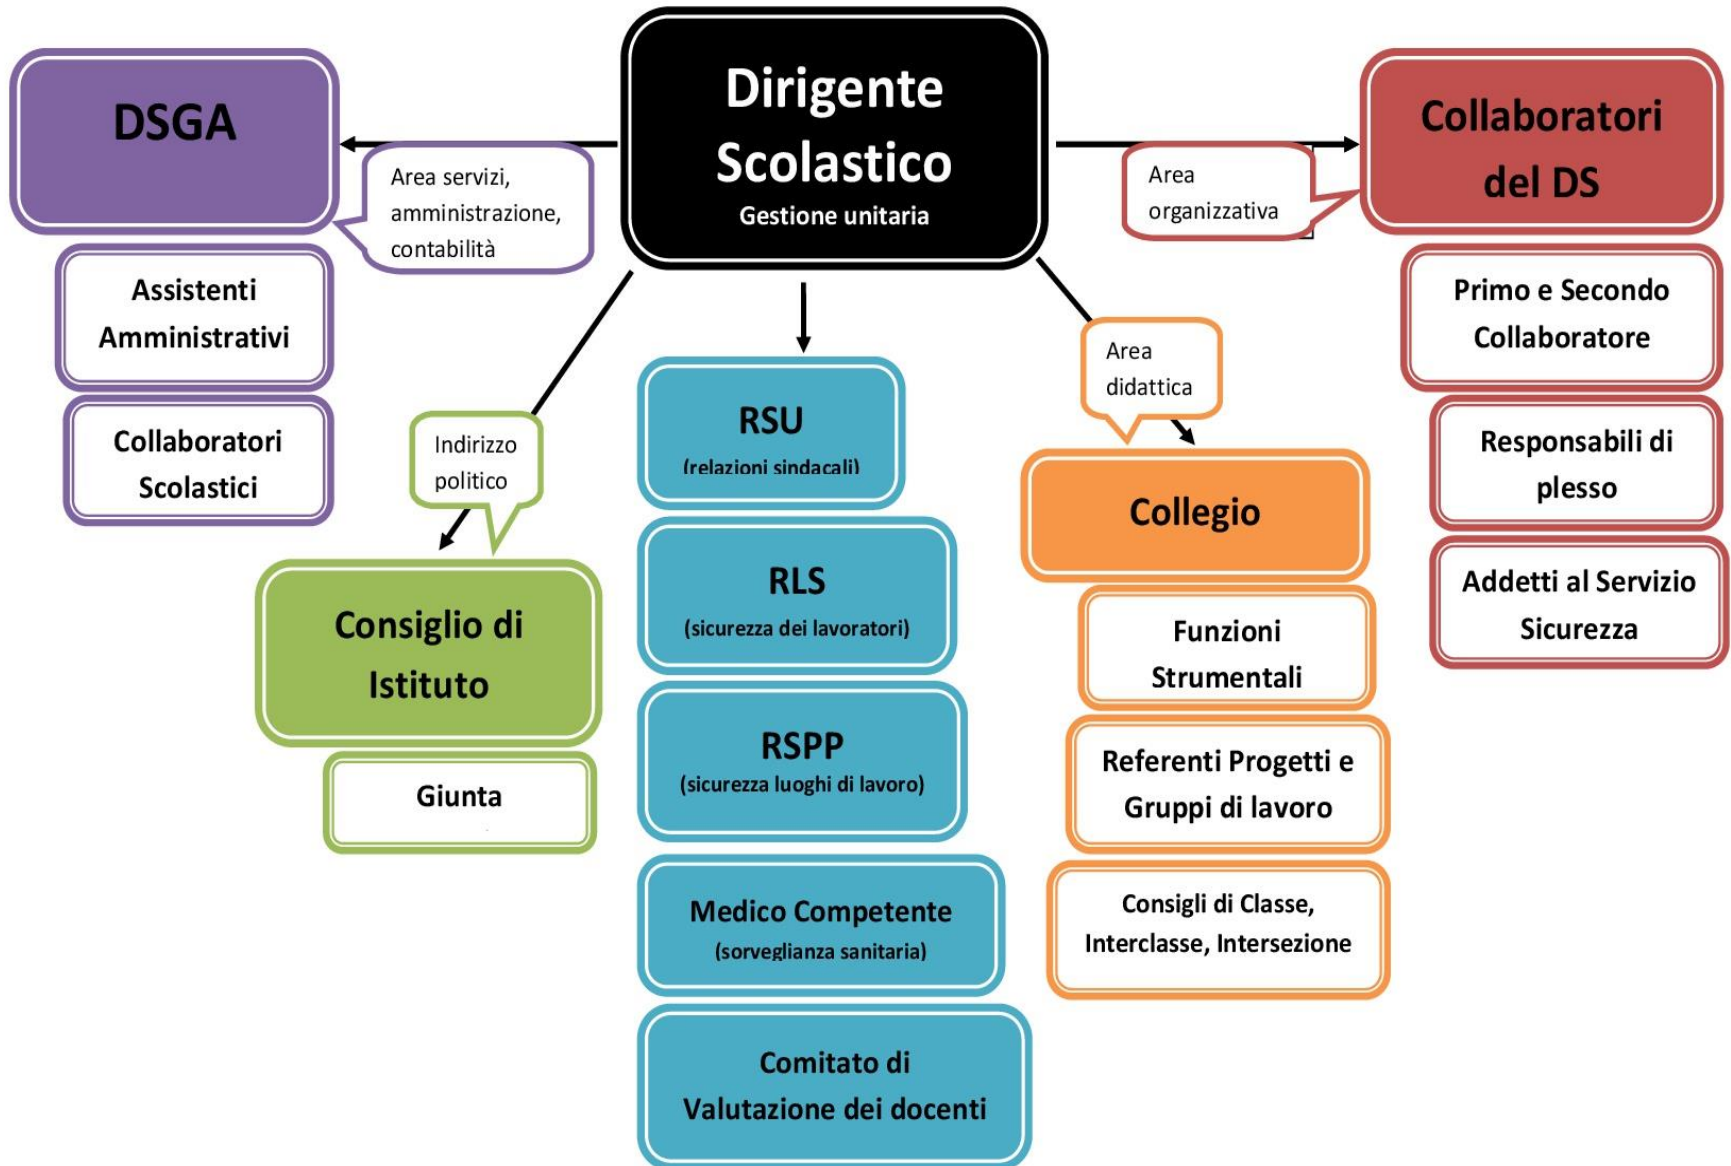 Dirigente
Scolastico
Gestione unitaria
DSGA
Area servizi,
amministrazione,
contabilità
Assistenti
Amministrativi
Collaboratori
Scolastici
Indirizzo
politico
Consiglio di
Istituto
Giunta
RSU
(relazioni sindacali)
RLS
(sicurezza dei lavoratori)
RSPP
(sicurezza luoghi di lavoro)
Medico Competente
(sorveglianza sanitaria)
Comitato di
Valutazione dei docenti
Area
didattica
Collegio
Funzioni
Strumentali
Referenti Progetti e
Gruppi di lavoro
Consigli di Classe,
Interclasse, Intersezione
Area
organizzativa
Collaboratori
del DS
Primo e Secondo
Collaboratore
Responsabili di
plesso
Addetti al Servizio
Sicurezza